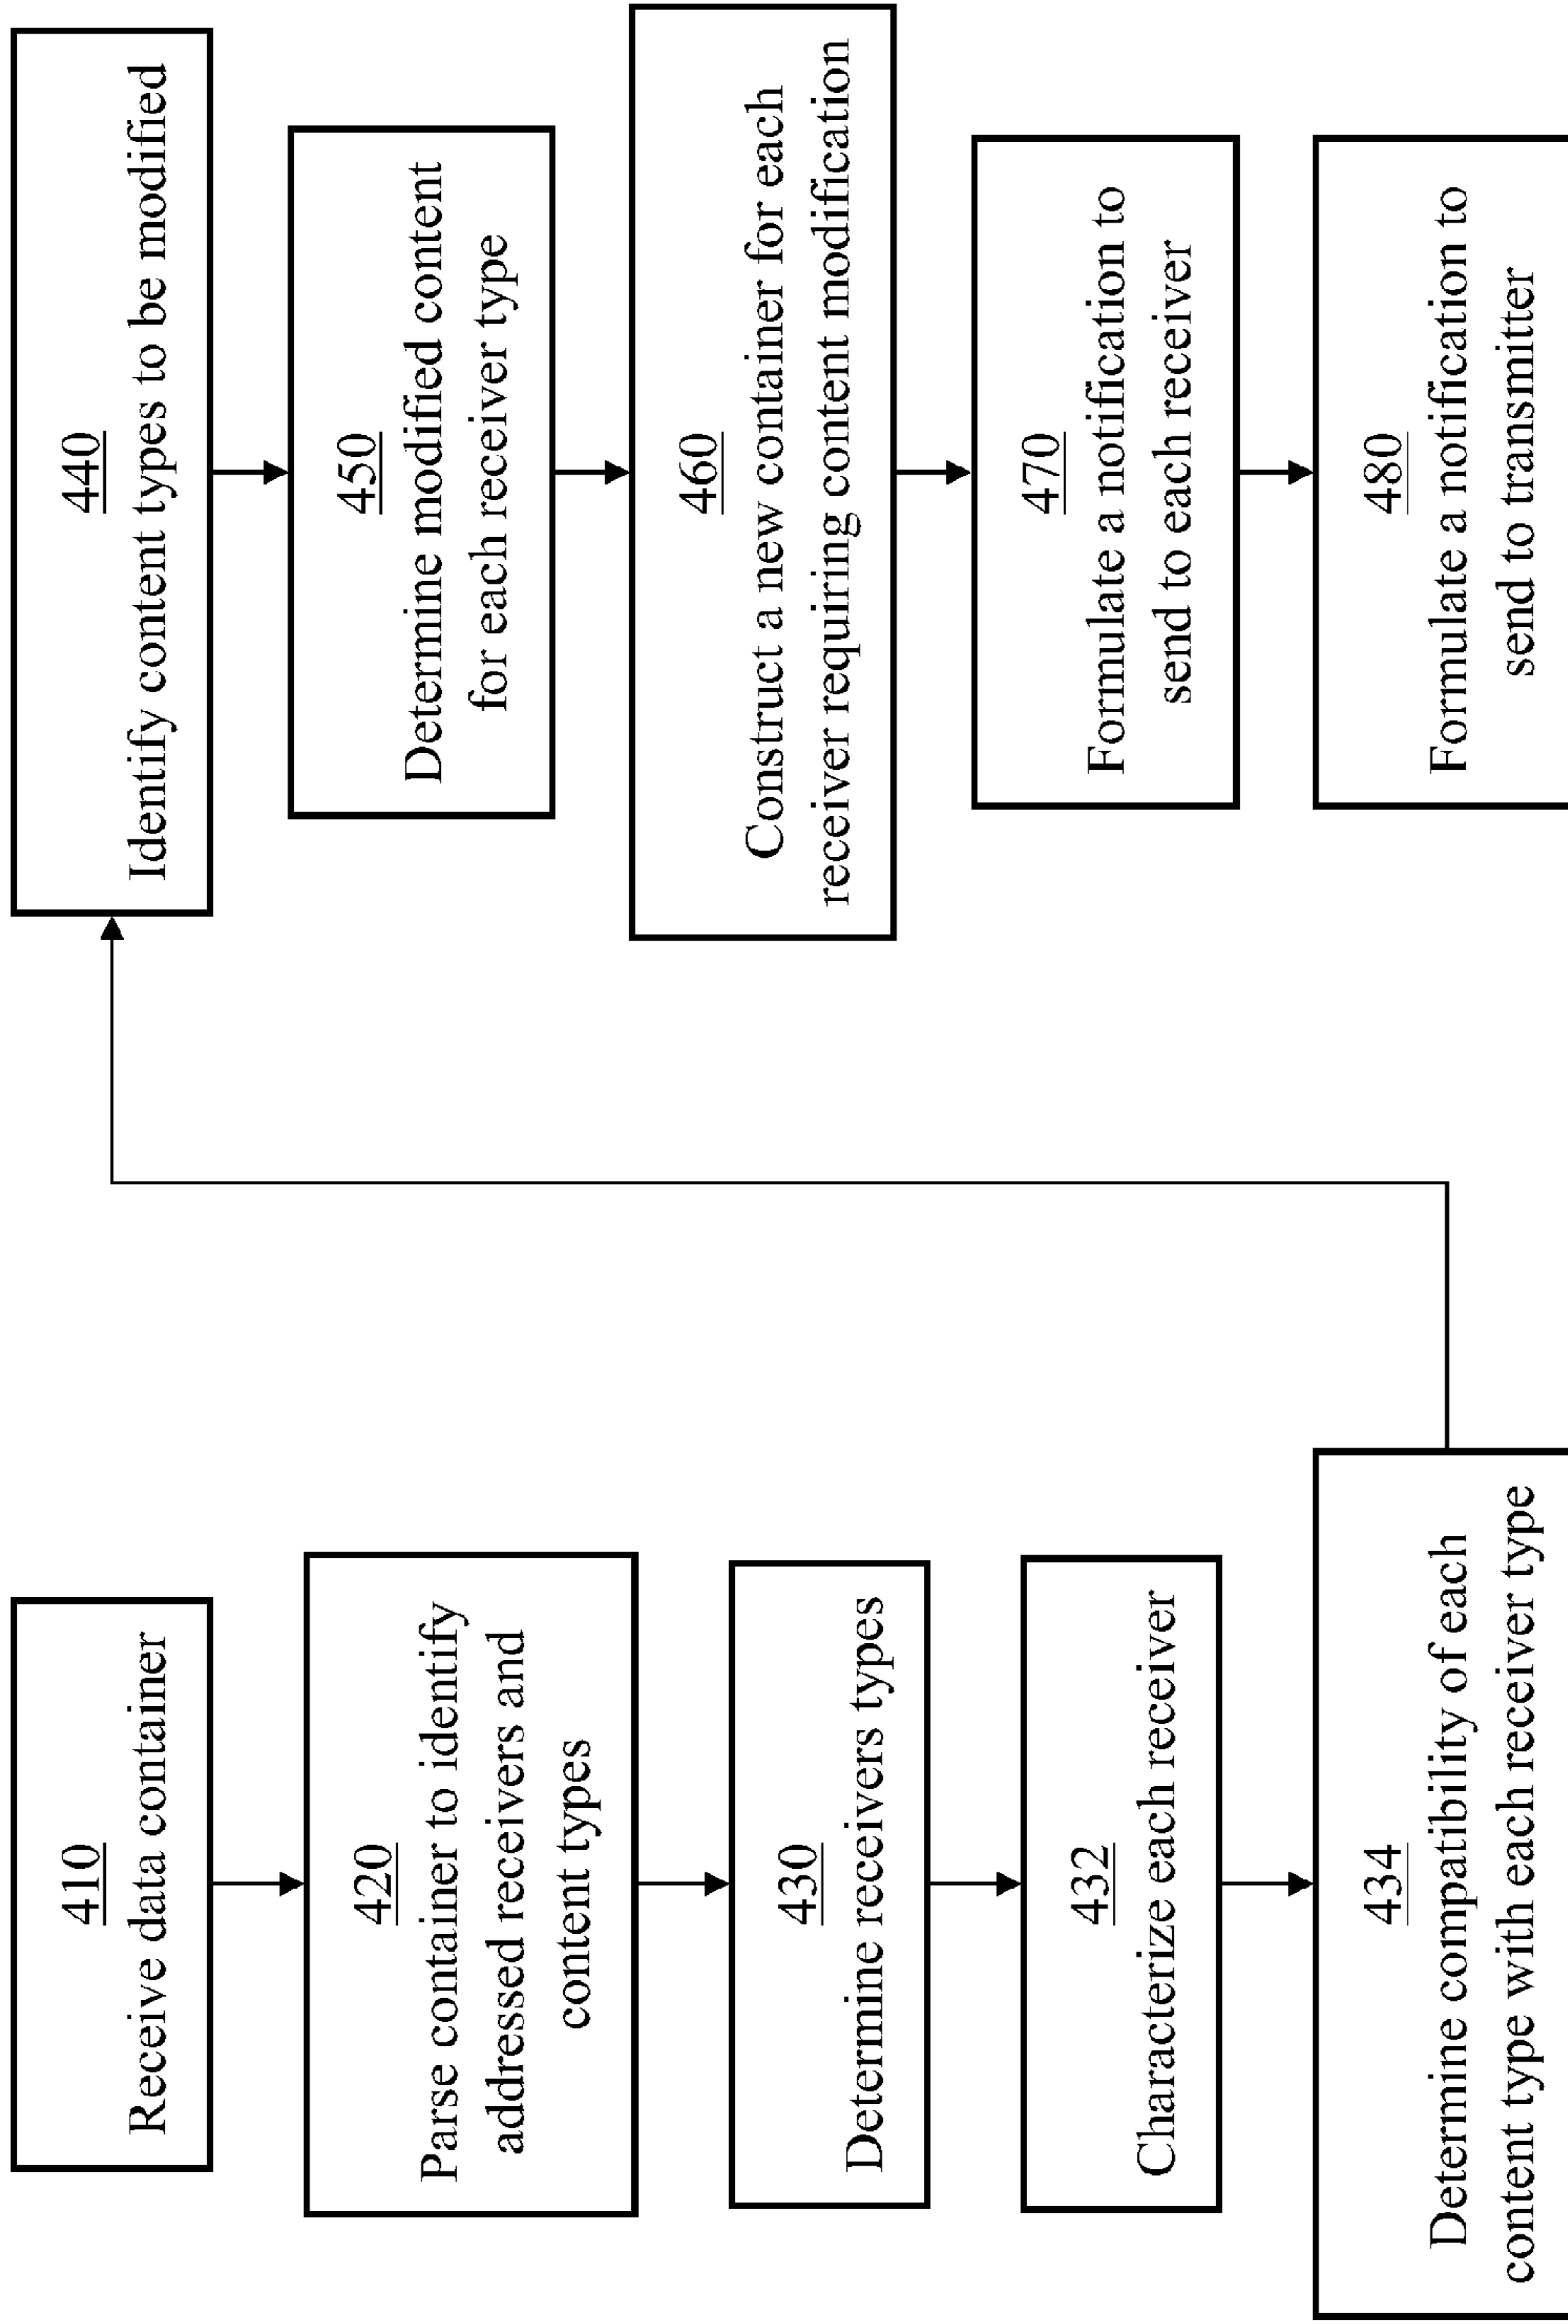 410
Receive data container
420
Parse container to identify
addressed receivers and
content types
430
Determine receivers types
432
Characterize each receiver
434
Determine compatibility of each
content type with each receiver type
440
Identify content types to be modified
450
Determine modified content
for each receiver type
460
Construct a new container for each
receiver requiring content modification
470
Formulate a notification to
send to each receiver
480
Formulate a notification to
send to transmitter